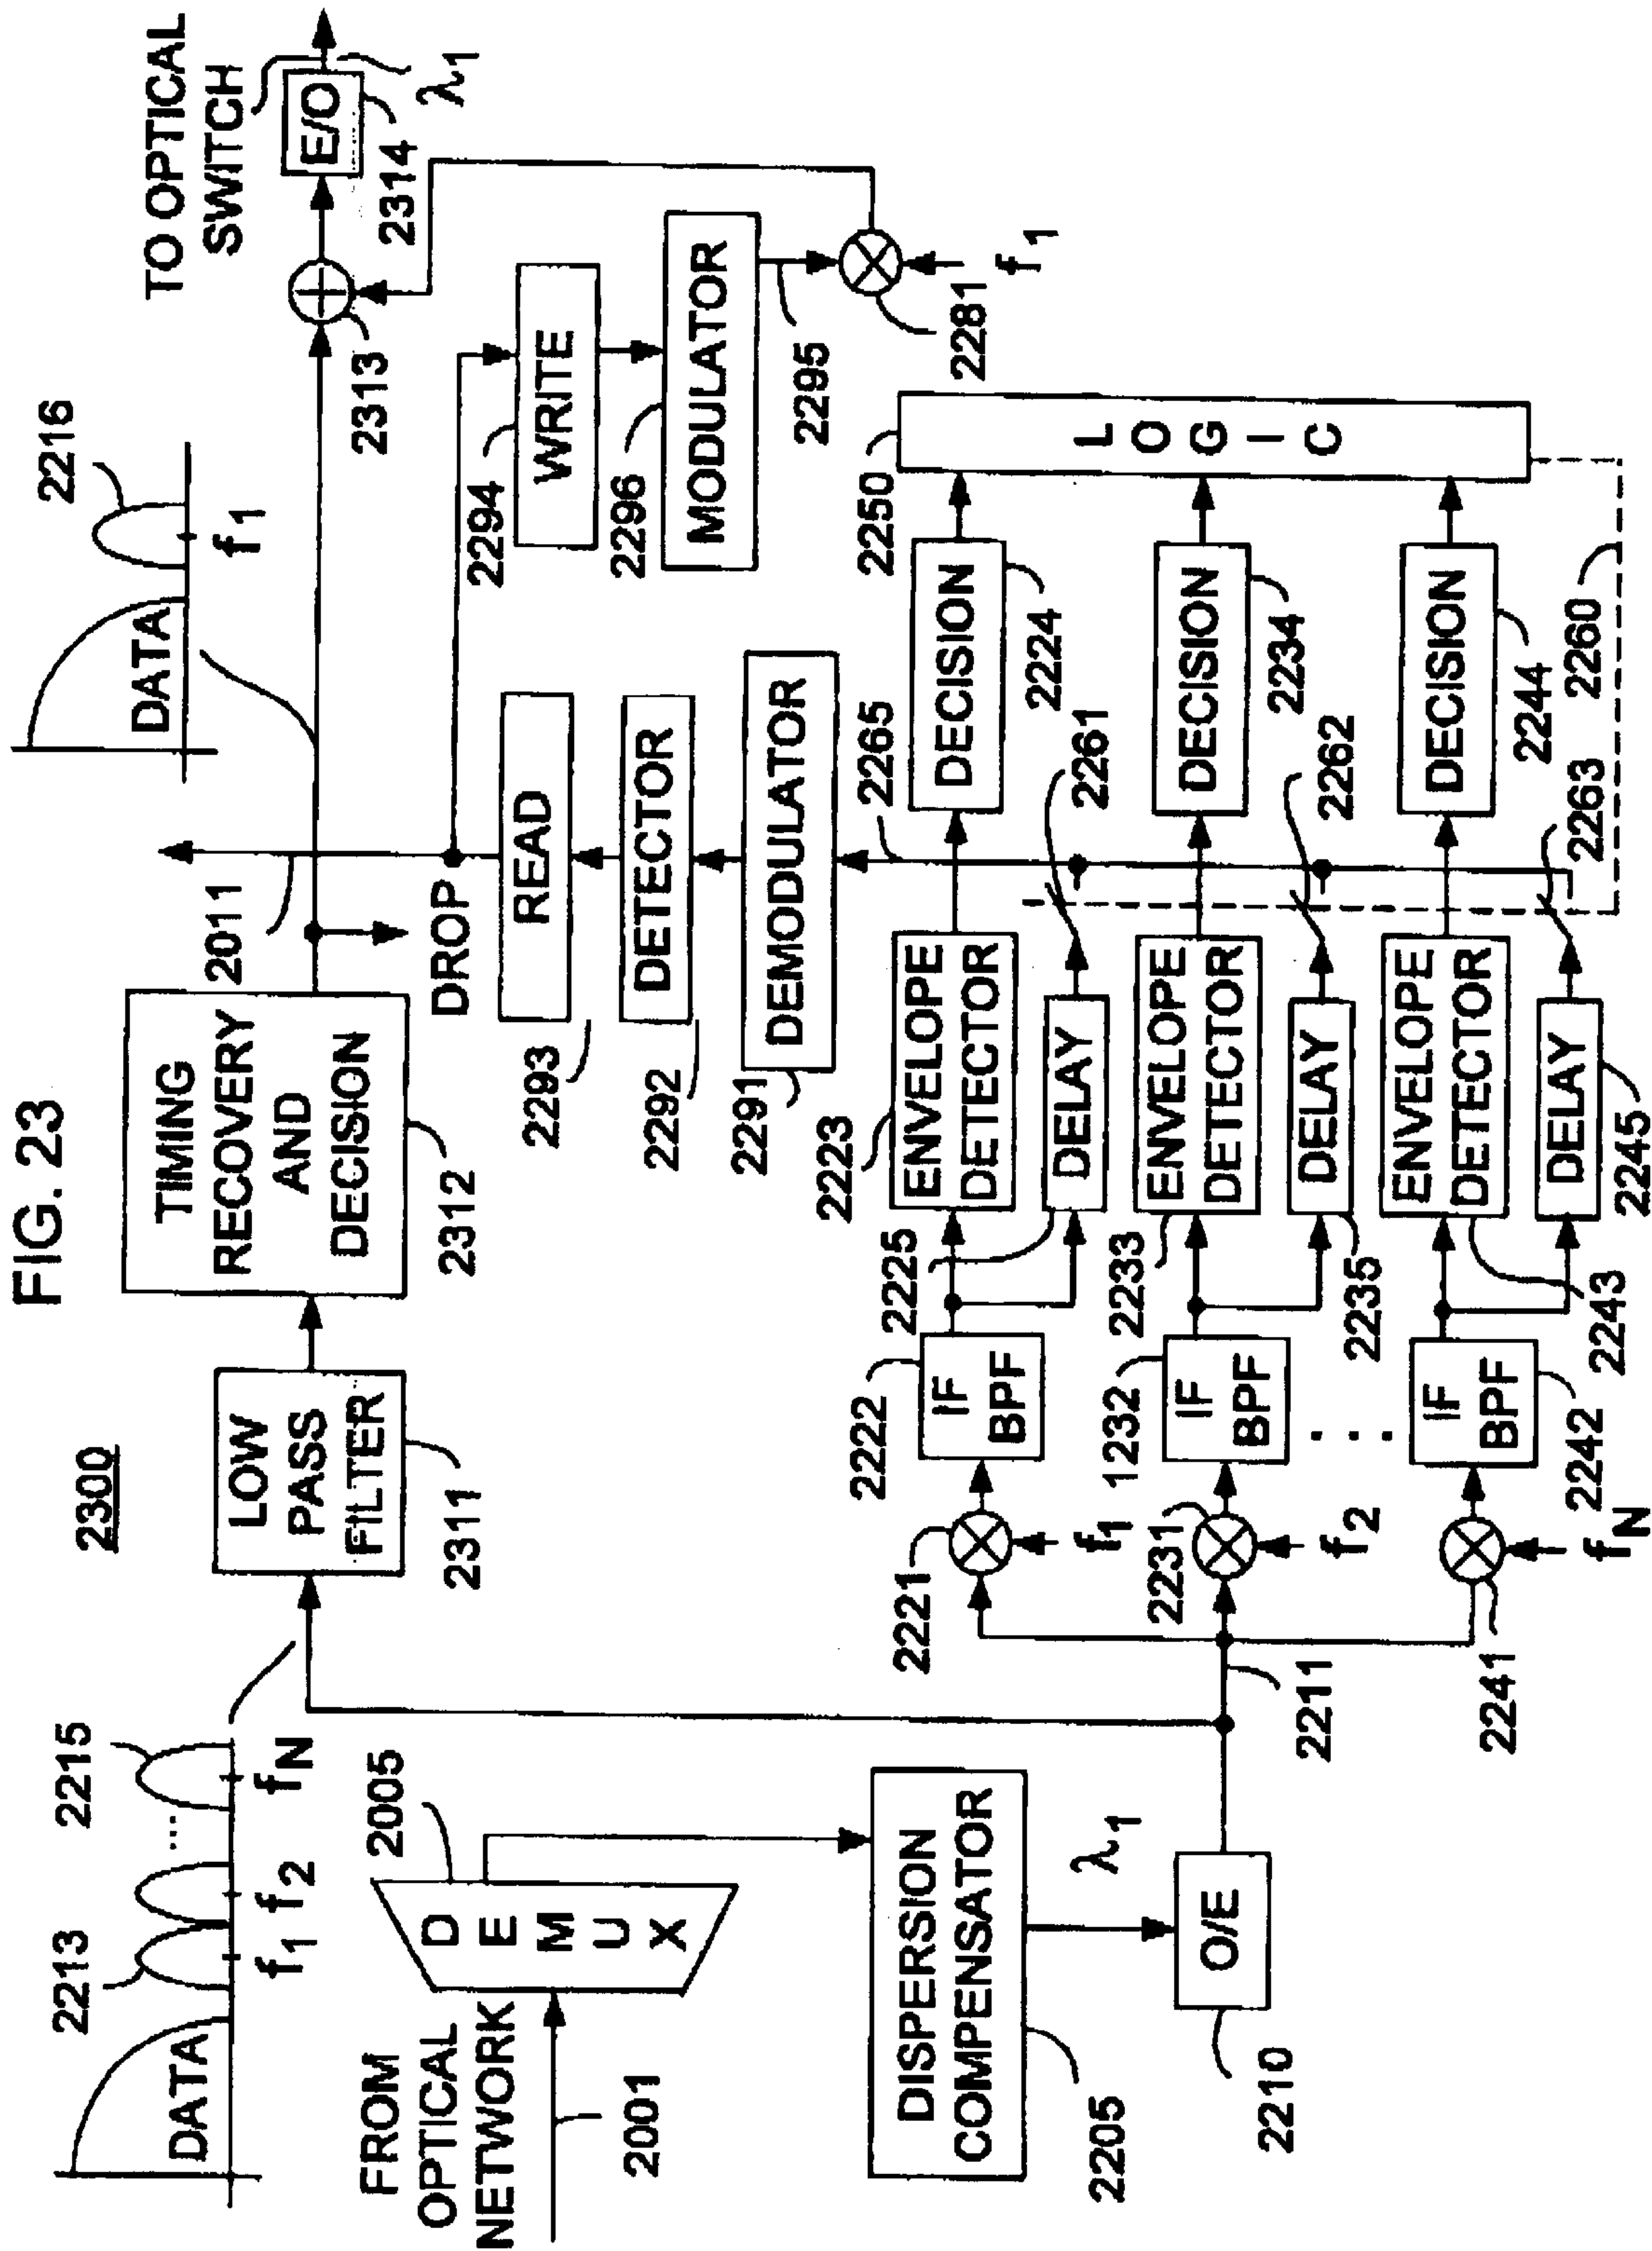 FIG. 23
2300
2215
2213
DATA
f1
f2
...
fN
FROM
OPTICAL
NETWORK
2001
2005
DEMUX
DISPERSION
COMPENSATOR
2205
λ1
O/E
2210
2211
LOW
PASS
FILTER
2311
TIMING
RECOVERY
AND
DECISION
2312
2011
DROP
DATA
f1
2216
2313
TO OPTICAL
SWITCH
E/O
2314
λ1
READ
2293
DETECTOR
2292
DEMODULATOR
2291
2265
WRITE
2294
MODULATOR
2296
2295
2281
f1
2221
f1
IF
BPF
2222
2225
ENVELOPE
DETECTOR
2223
DELAY
2261
DECISION
2224
2250
LOGIC
2231
f2
IF
BPF
1232
ENVELOPE
DETECTOR
2233
DELAY
2235
2262
DECISION
2234
. . .
2241
fN
IF
BPF
2242
ENVELOPE
DETECTOR
2243
DELAY
2245
2263
DECISION
2244
2260